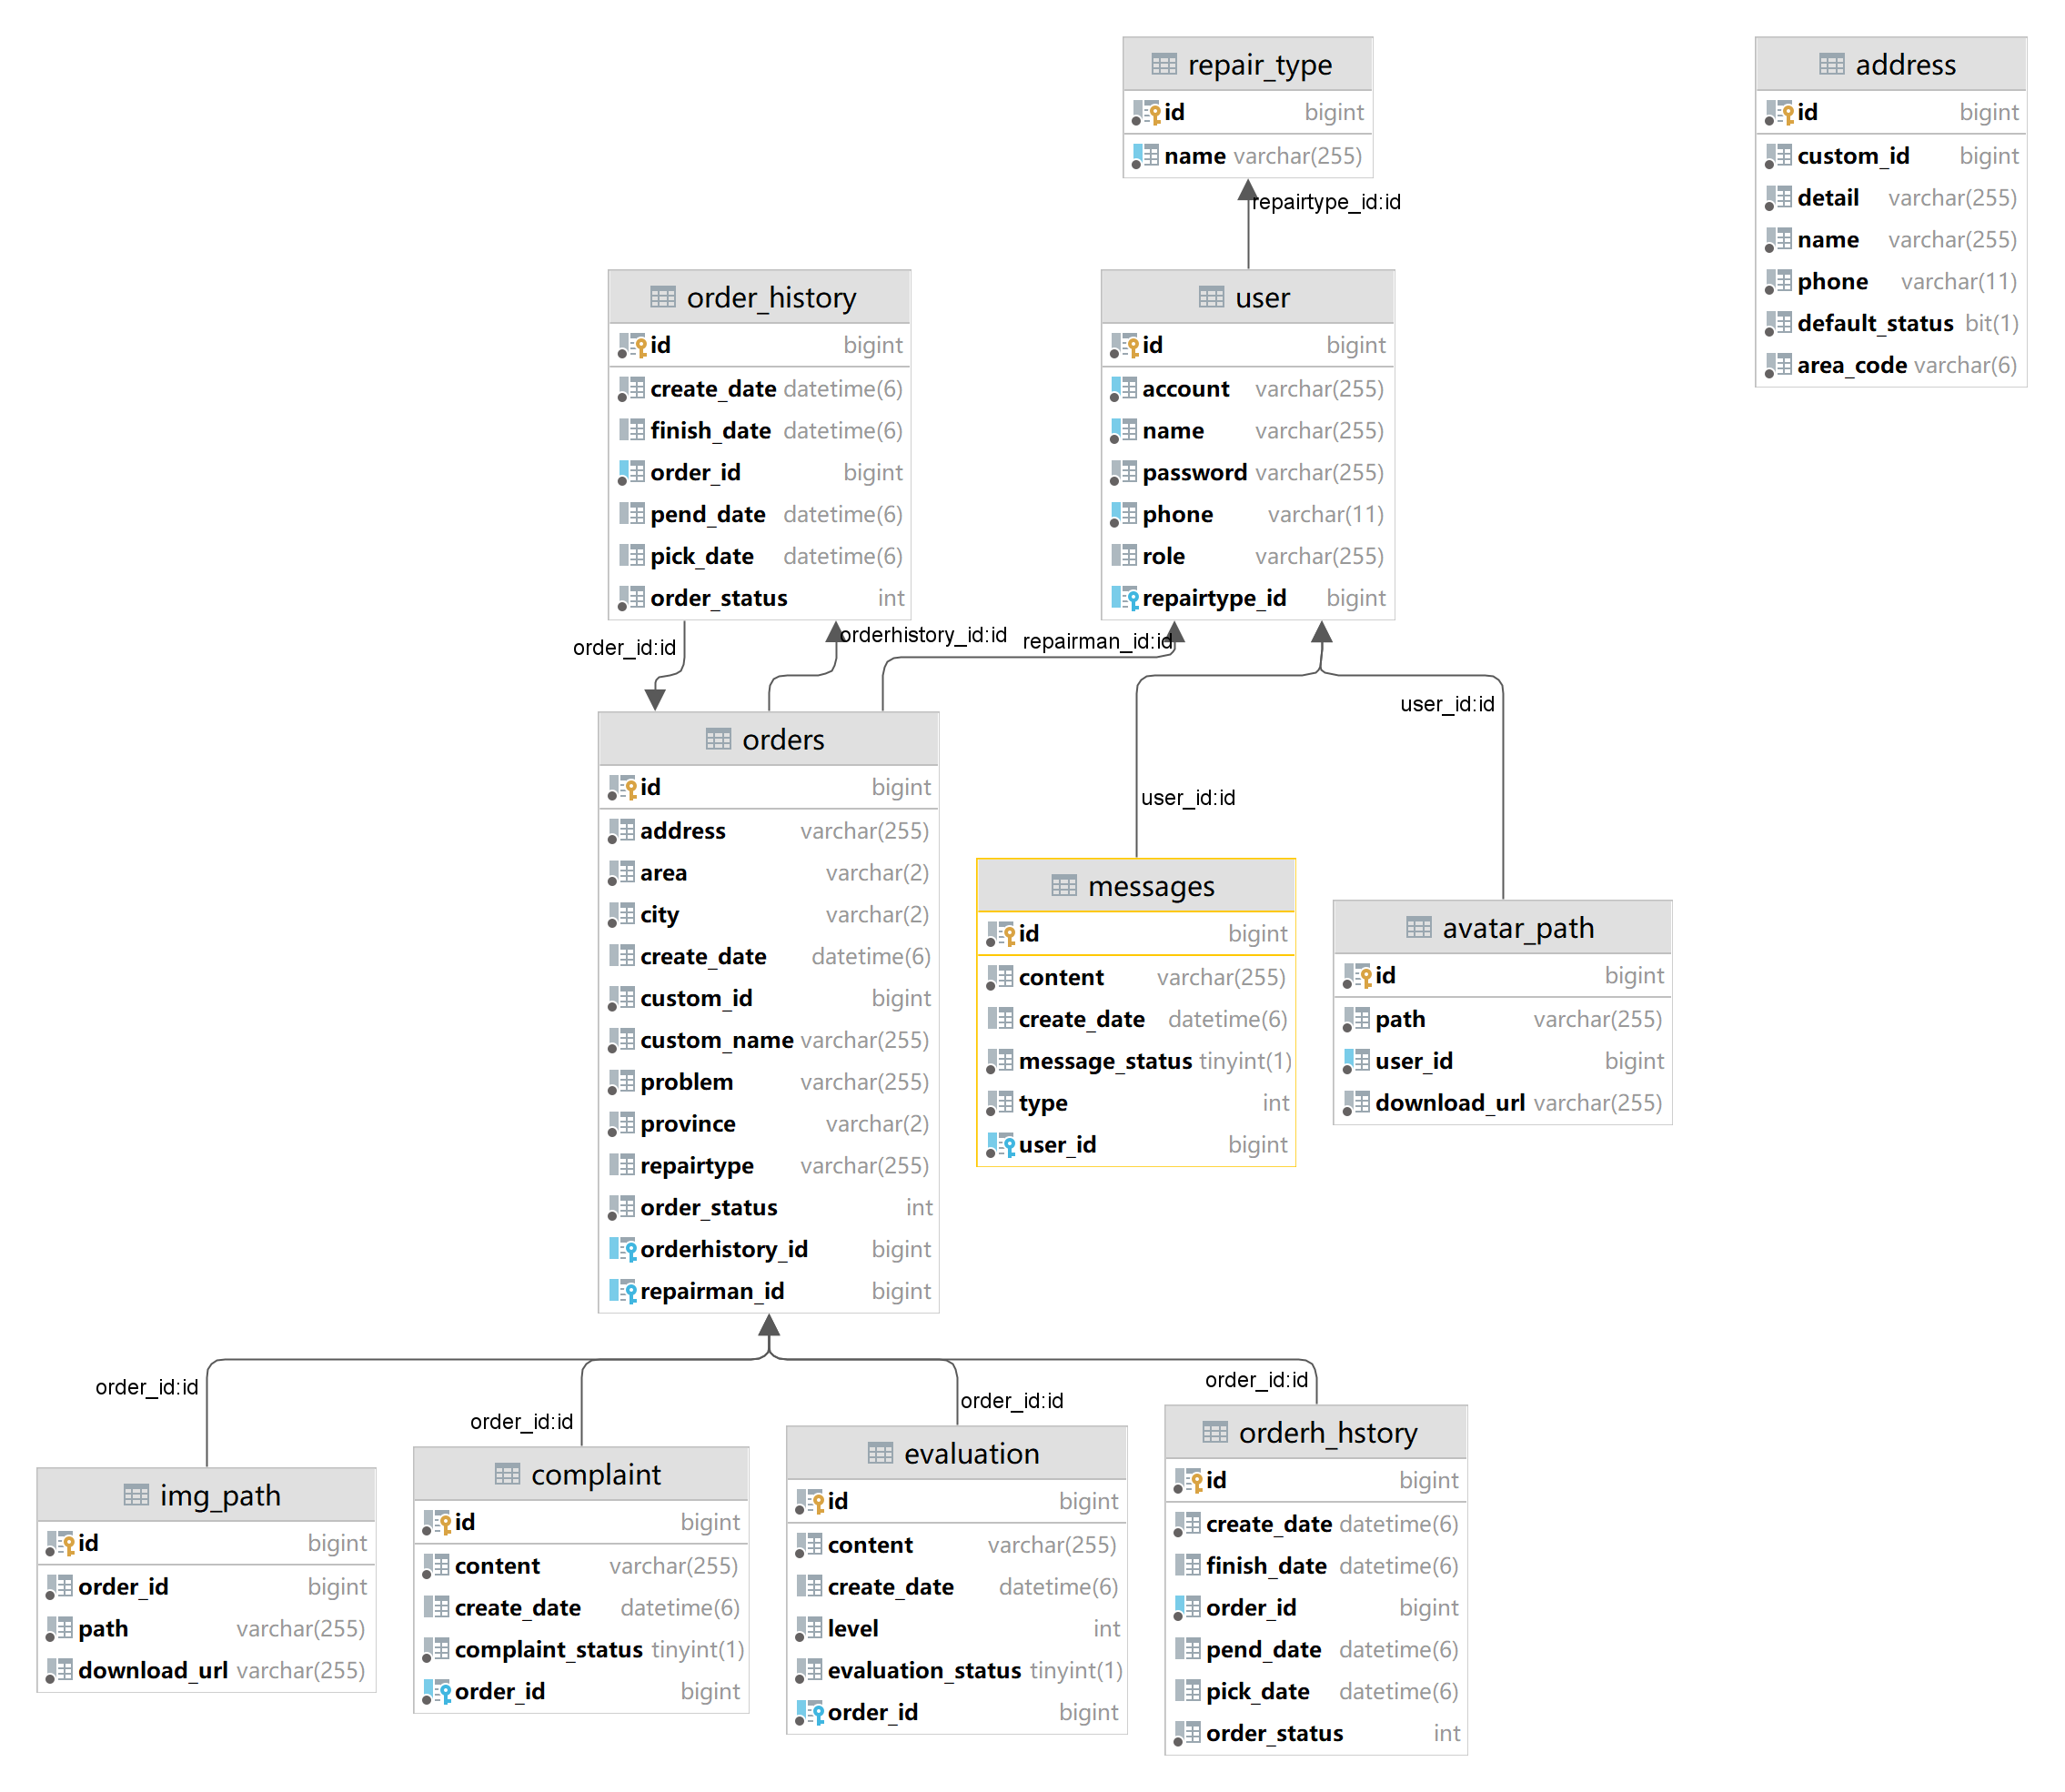 repair_type
id bigint
name varchar(255)
address
id bigint
custom_id bigint
detail varchar(255)
name varchar(255)
phone varchar(11)
default_status bit(1)
area_code varchar(6)
repairtype_id:id
order_history
id bigint
create_date datetime(6)
finish_date datetime(6)
order_id bigint
pend_date datetime(6)
pick_date datetime(6)
order_status int
user
id bigint
account varchar(255)
name varchar(255)
password varchar(255)
phone varchar(11)
role varchar(255)
repairtype_id bigint
order_id:id
orderhistory_id:id
repairman_id:id
user_id:id
user_id:id
orders
id bigint
address varchar(255)
area varchar(2)
city varchar(2)
create_date datetime(6)
custom_id bigint
custom_name varchar(255)
problem varchar(255)
province varchar(2)
repairtype varchar(255)
order_status int
orderhistory_id bigint
repairman_id bigint
messages
id bigint
content varchar(255)
create_date datetime(6)
message_status tinyint(1)
type int
user_id bigint
avatar_path
id bigint
path varchar(255)
user_id bigint
download_url varchar(255)
order_id:id
order_id:id
order_id:id
order_id:id
img_path
id bigint
order_id bigint
path varchar(255)
download_url varchar(255)
complaint
id bigint
content varchar(255)
create_date datetime(6)
complaint_status tinyint(1)
order_id bigint
evaluation
id bigint
content varchar(255)
create_date datetime(6)
level int
evaluation_status tinyint(1)
order_id bigint
orderh_hstory
id bigint
create_date datetime(6)
finish_date datetime(6)
order_id bigint
pend_date datetime(6)
pick_date datetime(6)
order_status int